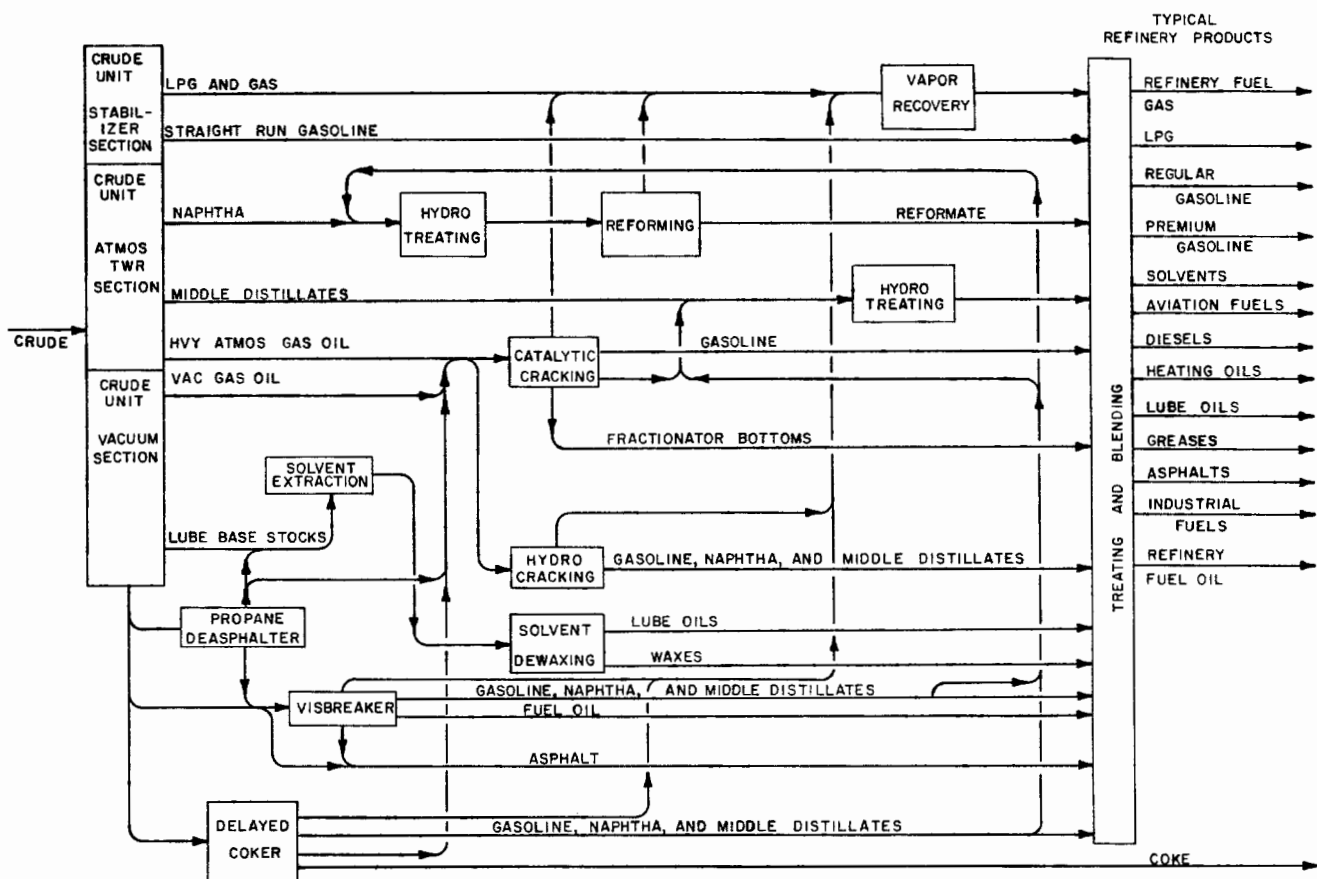 TYPICAL
REFINERY PRODUCTS
CRUDE
UNIT
STABIL-
IZER
SECTION
CRUDE
UNIT
ATMOS
TWR
SECTION
CRUDE
UNIT
VACUUM
SECTION
CRUDE
LPG AND GAS
VAPOR
RECOVERY
STRAIGHT RUN GASOLINE
NAPHTHA
HYDRO
TREATING
REFORMING
REFORMATE
MIDDLE DISTILLATES
HYDRO
TREATING
HVY ATMOS GAS OIL
CATALYTIC
CRACKING
GASOLINE
VAC GAS OIL
FRACTIONATOR BOTTOMS
SOLVENT
EXTRACTION
LUBE BASE STOCKS
HYDRO
CRACKING
GASOLINE, NAPHTHA, AND MIDDLE DISTILLATES
PROPANE
DEASPHALTER
SOLVENT
DEWAXING
LUBE OILS
WAXES
VISBREAKER
GASOLINE, NAPHTHA, AND MIDDLE DISTILLATES
FUEL OIL
ASPHALT
DELAYED
COKER
GASOLINE, NAPHTHA, AND MIDDLE DISTILLATES
COKE
TREATING AND BLENDING
REFINERY FUEL
GAS
LPG
REGULAR
GASOLINE
PREMIUM
GASOLINE
SOLVENTS
AVIATION FUELS
DIESELS
HEATING OILS
LUBE OILS
GREASES
ASPHALTS
INDUSTRIAL
FUELS
REFINERY
FUEL OIL